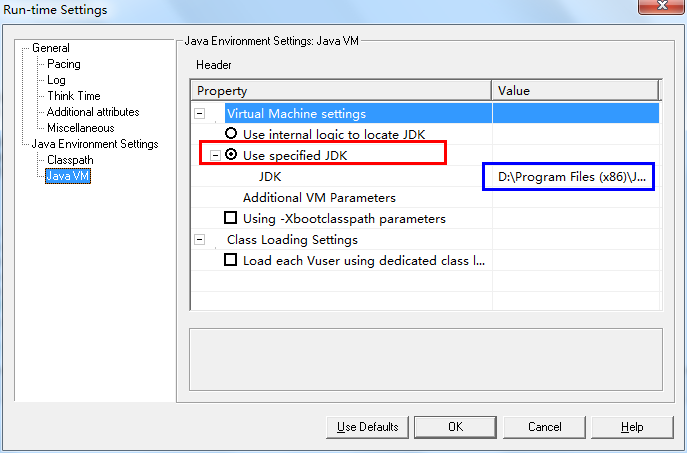 Run-time Settings
General
Pacing
Log
Think Time
Additional attributes
Miscellaneous
Java Environment Settings
Classpath
Java VM
Java Environment Settings: Java VM
Header
Property Value
Virtual Machine settings
Use internal logic to locate JDK
Use specified JDK
JDK D:\Program Files (x86)\J...
Additional VM Parameters
Using -Xbootclasspath parameters
Class Loading Settings
Load each Vuser using dedicated class l...
Use Defaults OK Cancel Help